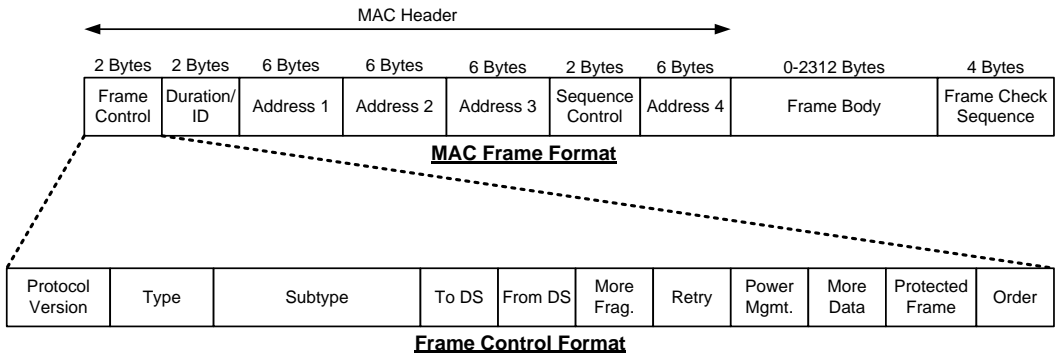 MAC Header
2 Bytes 2 Bytes 6 Bytes 6 Bytes 6 Bytes 2 Bytes 6 Bytes 0-2312 Bytes 4 Bytes
Frame Control
Duration/ ID
Address 1
Address 2
Address 3
Sequence Control
Address 4
Frame Body
Frame Check Sequence
MAC Frame Format
Protocol Version
Type
Subtype
To DS
From DS
More Frag.
Retry
Power Mgmt.
More Data
Protected Frame
Order
Frame Control Format